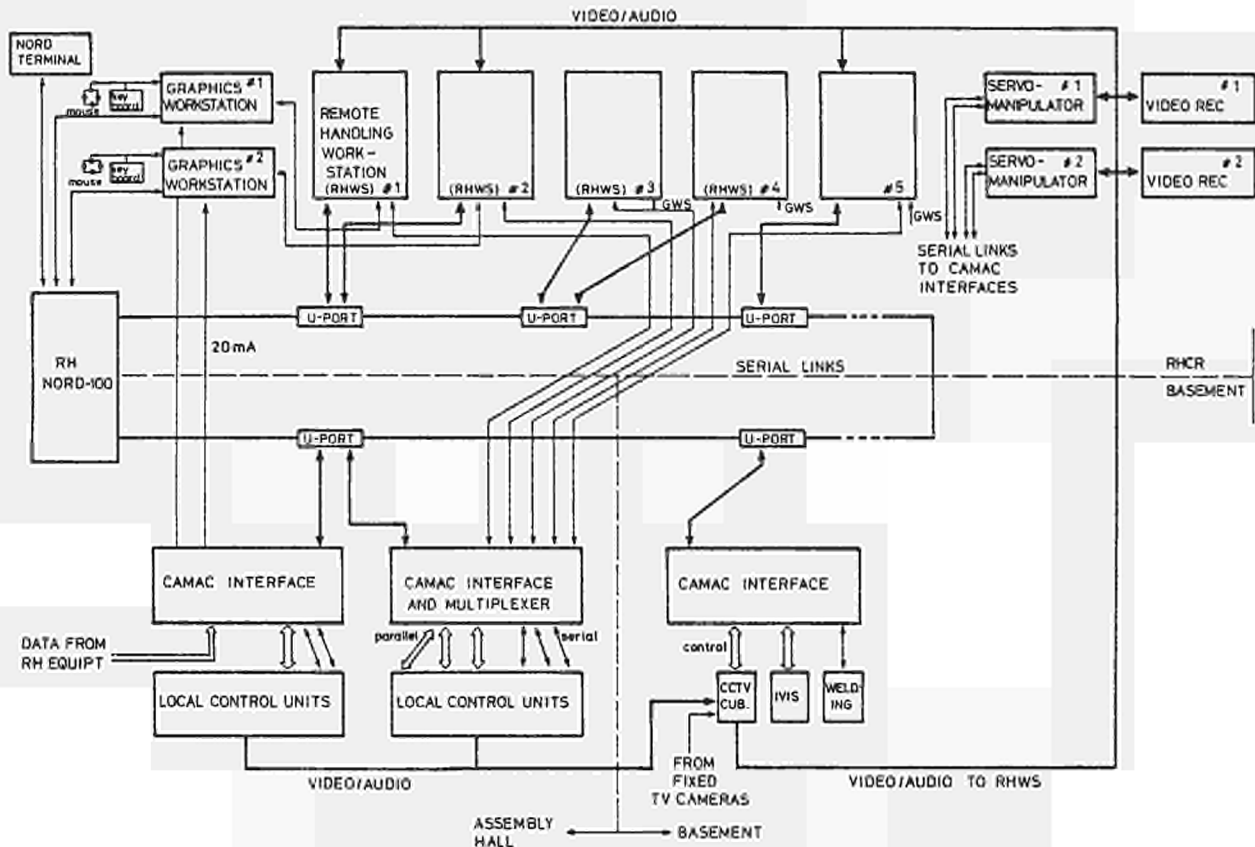 VIDEO/AUDIO
NORD
TERMINAL
mouse
key
board
GRAPHICS #1
WORKSTATION
mouse
key
board
GRAPHICS #2
WORKSTATION
REMOTE
HANDLING
WORK-
STATION
(RHWS) #1
(RHWS) #2
(RHWS) #3
GWS
(RHWS) #4
GWS
#5
GWS
SERVO- #1
MANIPULATOR
#1
VIDEO REC
SERVO- #2
MANIPULATOR
#2
VIDEO REC
SERIAL LINKS
TO CAMAC
INTERFACES
RH
NORD-100
U-PORT
U-PORT
U-PORT
20mA
SERIAL LINKS
RHCR
BASEMENT
U-PORT
U-PORT
CAMAC INTERFACE
CAMAC INTERFACE
AND MULTIPLEXER
CAMAC INTERFACE
DATA FROM
RH EQUIPT
parallel
serial
control
LOCAL CONTROL UNITS
LOCAL CONTROL UNITS
CCTV
CUB.
IVIS
WELD-
ING
VIDEO/AUDIO
FROM
FIXED
TV CAMERAS
VIDEO/AUDIO TO RHWS
ASSEMBLY
HALL
BASEMENT